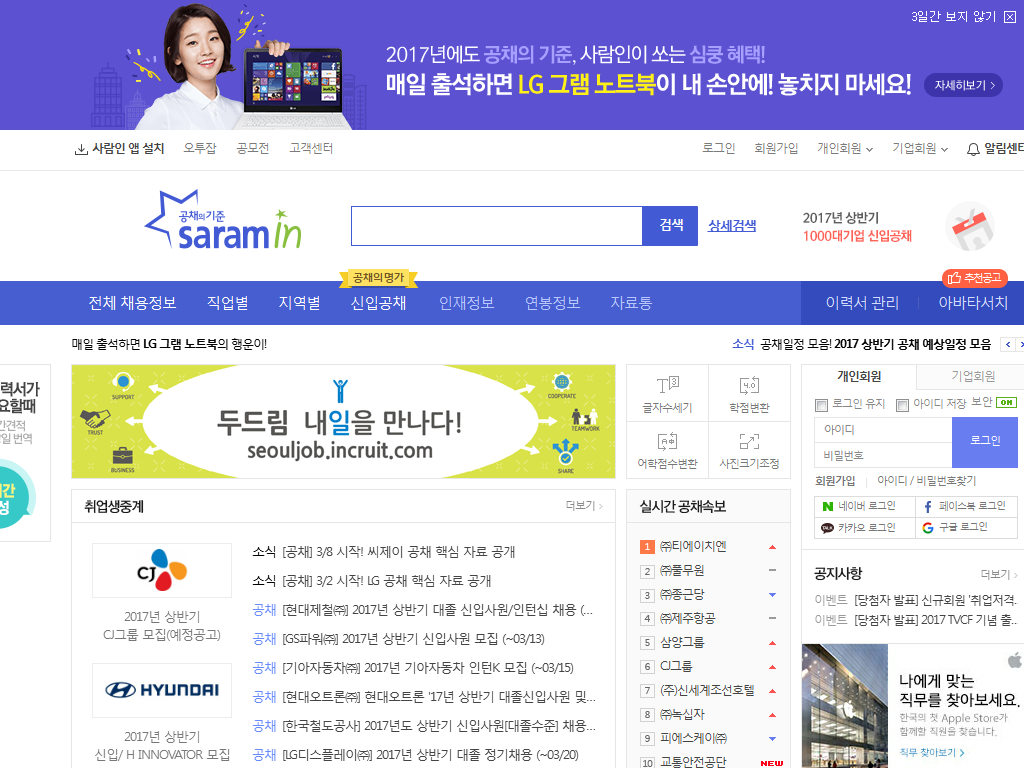 3일간 보지 않기
2017년에도 공채의 기준, 사람인이 쏘는 심쿵 혜택!
매일 출석하면 LG 그램 노트북이 내 손안에! 놓치지 마세요!
자세히보기
사람인 앱 설치 오투잡 공모전 고객센터
로그인 회원가입 개인회원 기업회원 알림센터
공채의 기준
saramin
검색
상세검색
2017년 상반기
1000대기업 신입공채
공채의 명가
추천공고
전체 채용정보 직업별 지역별 신입공채 인재정보 연봉정보 자료통
이력서 관리 아바타서치
매일 출석하면 LG 그램 노트북의 행운이!
소식 공채일정 모음! 2017 상반기 공채 예상일정 모음
력서가
요할때
간견적
일 번역
간
성
SUPPORT
TRUST
BUSINESS
두드림 내일을 만나다!
seouljob.incruit.com
COOPERATE
TEAMWORK
SHARE
글자수세기
학점변환
어학점수변환
사진크기조정
개인회원 기업회원
로그인 유지 아이디 저장 보안 ON
아이디
비밀번호
로그인
회원가입 아이디 / 비밀번호찾기
네이버 로그인 페이스북 로그인
카카오 로그인 구글 로그인
취업생중계 더보기
CJ
2017년 상반기
CJ그룹 모집(예정공고)
HYUNDAI
2017년 상반기
신입/ H INNOVATOR 모집
소식 [공채] 3/8 시작! 씨제이 공채 핵심 자료 공개
소식 [공채] 3/2 시작! LG 공채 핵심 자료 공개
공채 [현대제철㈜] 2017년 상반기 대졸 신입사원/인턴십 채용 (...
공채 [GS파워㈜] 2017년 상반기 신입사원 모집 (~03/13)
공채 [기아자동차㈜] 2017년 기아자동차 인턴K 모집 (~03/15)
공채 [현대오트론㈜] 현대오트론 '17년 상반기 대졸신입사원 및...
공채 [한국철도공사] 2017년도 상반기 신입사원[대졸수준] 채용...
공채 [LG디스플레이㈜] 2017년 상반기 대졸 정기채용 (~03/20)
실시간 공채속보
1 ㈜티에이치엔
2 ㈜풀무원
3 ㈜종근당
4 ㈜제주항공
5 삼양그룹
6 CJ그룹
7 (주)신세계조선호텔
8 ㈜녹십자
9 피에스케이㈜
10 교통안전공단 NEW
공지사항 더보기
이벤트 [당첨자 발표] 신규회원 '취업저격..
이벤트 [당첨자 발표] 2017 TVCF 기념 출..
나에게 맞는
직무를 찾아보세요.
한국의 첫 Apple Store가
함께할 직원을 찾습니다.
직무 찾아보기